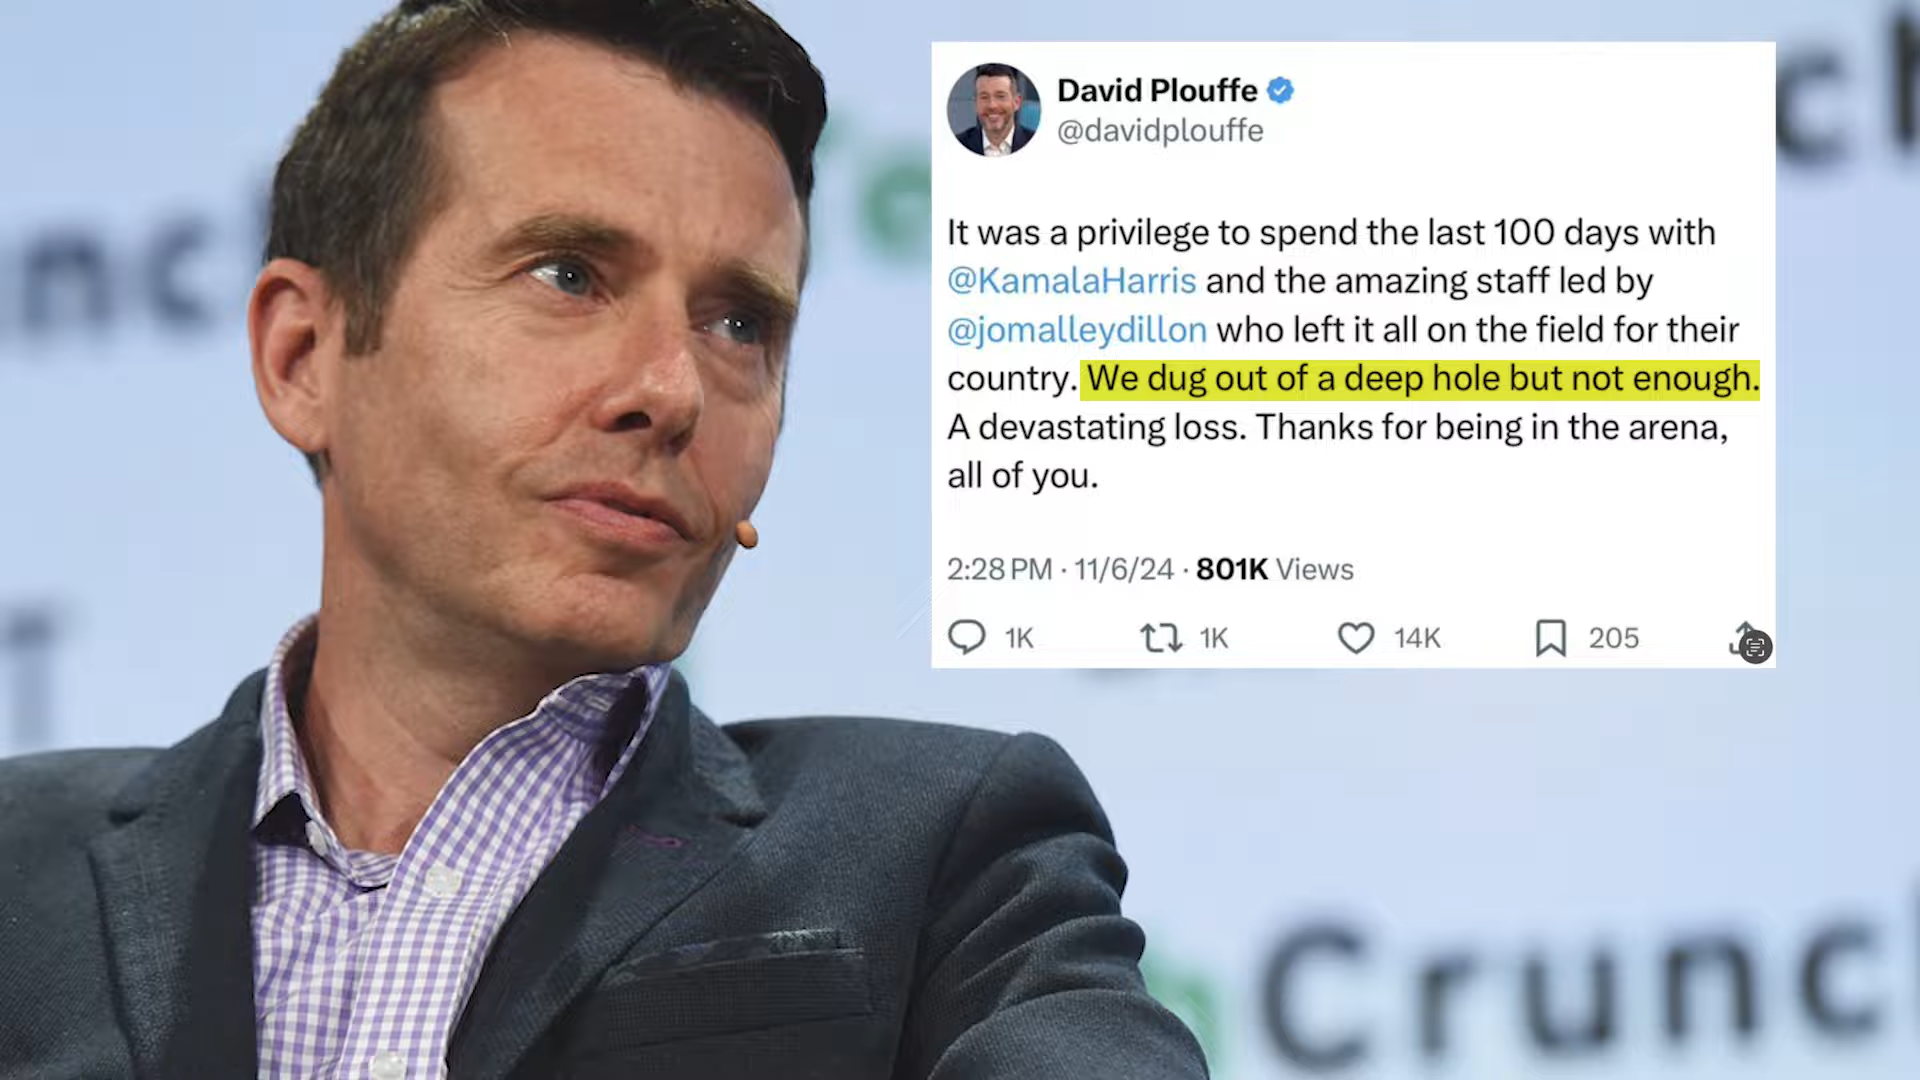 David Plouffe
@davidplouffe
It was a privilege to spend the last 100 days with
@KamalaHarris and the amazing staff led by
@jomalleydillon who left it all on the field for their
country. We dug out of a deep hole but not enough.
A devastating loss. Thanks for being in the arena,
all of you.
2:28 PM · 11/6/24 · 801K Views
1K 1K 14K 205
Crunc